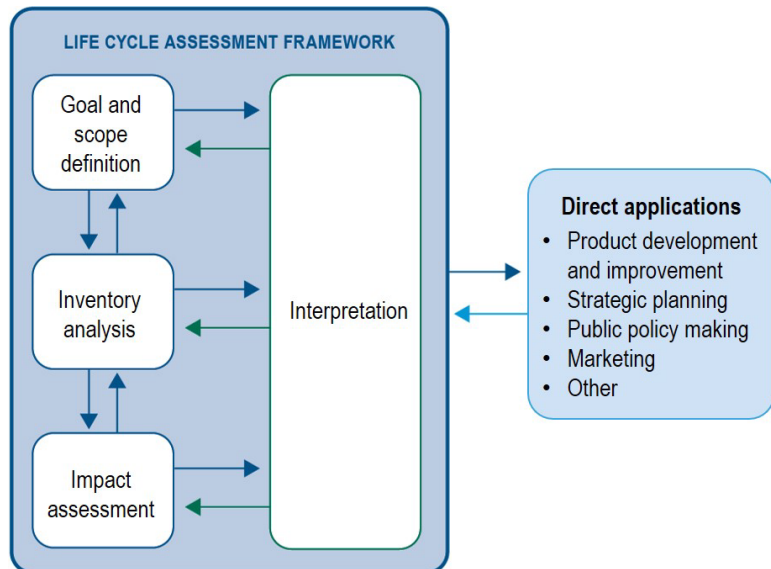 LIFE CYCLE ASSESSMENT FRAMEWORK
Goal and
scope
definition
Inventory
analysis
Impact
assessment
Interpretation
Direct applications
• Product development
and improvement
• Strategic planning
• Public policy making
• Marketing
• Other